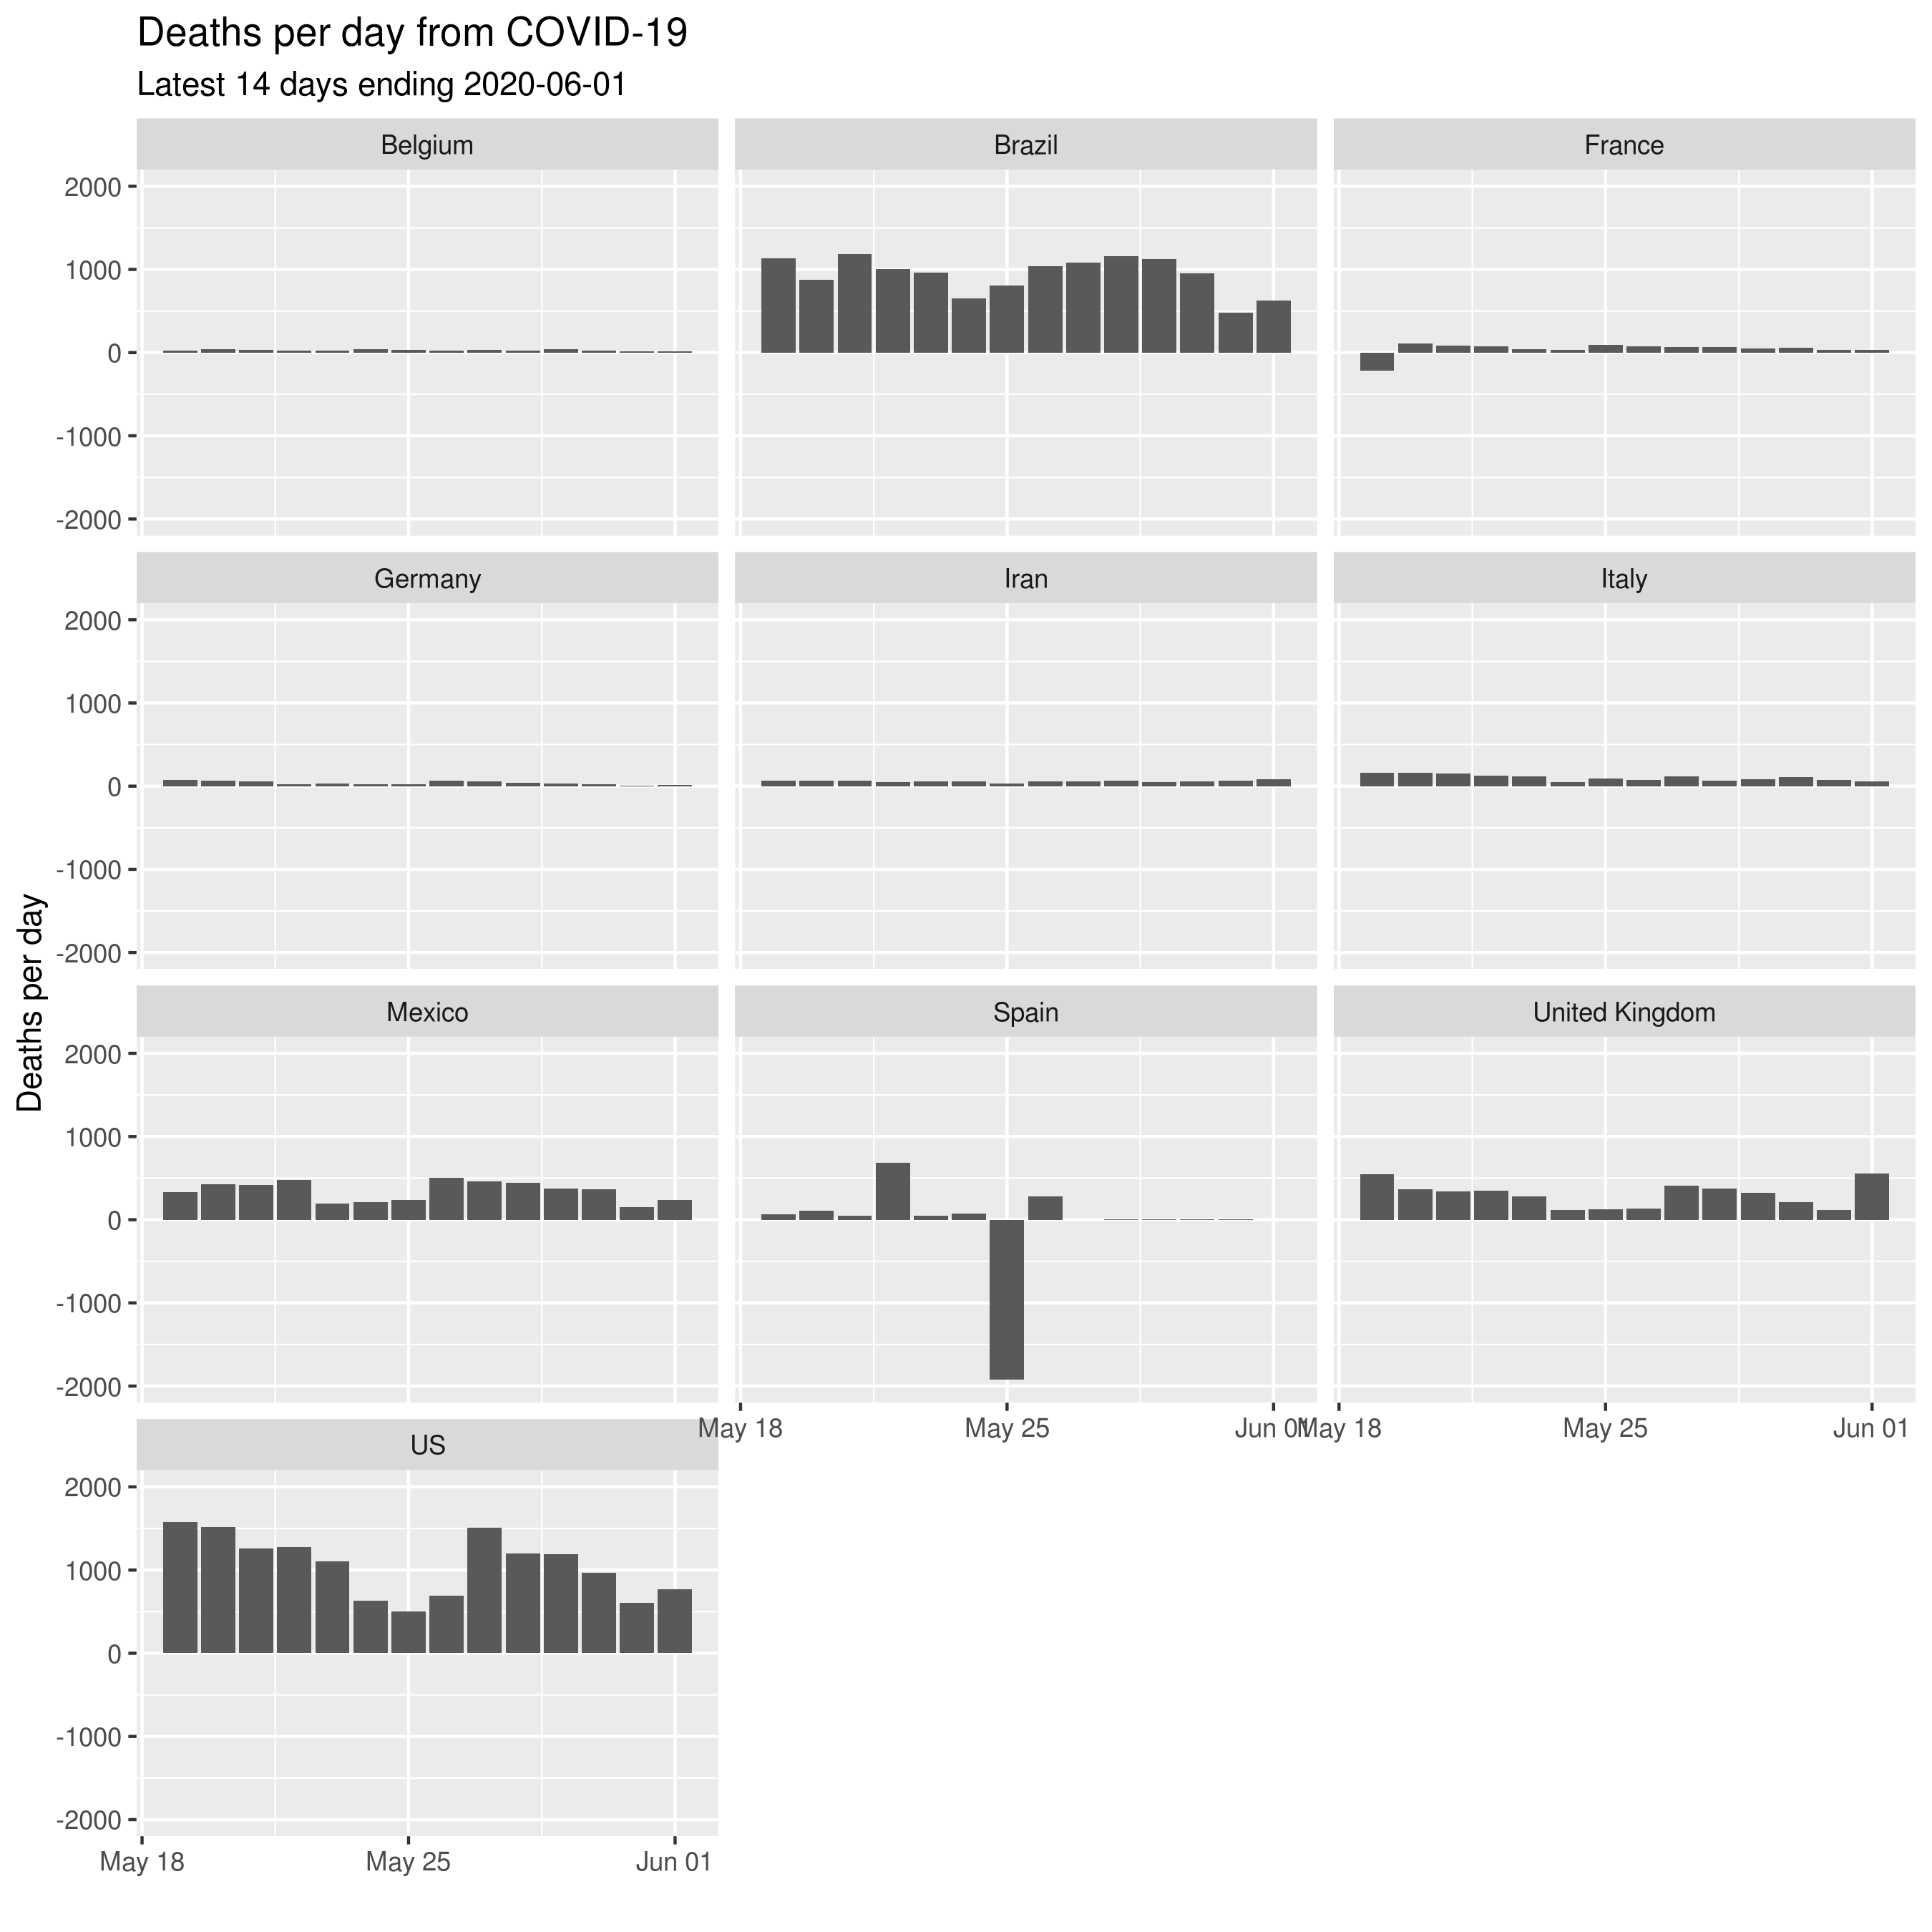 Deaths per day from COVID-19
Latest 14 days ending 2020-06-01
Belgium Brazil France
2000
1000
0
-1000
-2000
Germany Iran Italy
2000
1000
0
-1000
-2000
Deaths per day
Mexico Spain United Kingdom
2000
1000
0
-1000
-2000
May 18 May 25 Jun 01 May 18 May 25 Jun 01
US
2000
1000
0
-1000
-2000
May 18 May 25 Jun 01